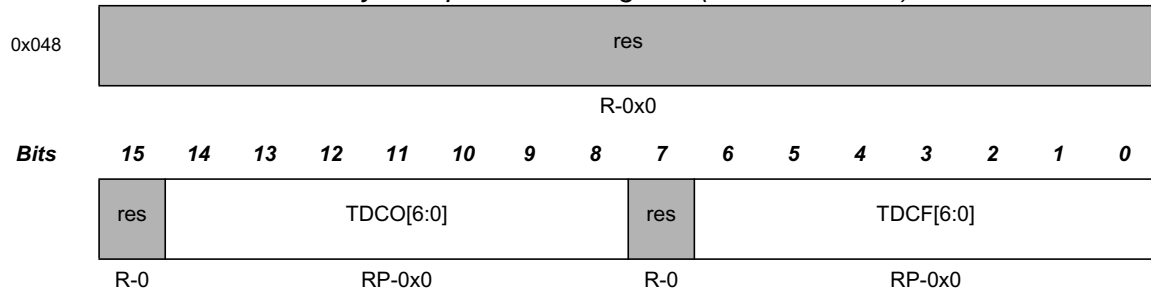 0x048 res
R-0x0
Bits 15 14 13 12 11 10 9 8 7 6 5 4 3 2 1 0
res TDCO[6:0] res TDCF[6:0]
R-0 RP-0x0 R-0 RP-0x0